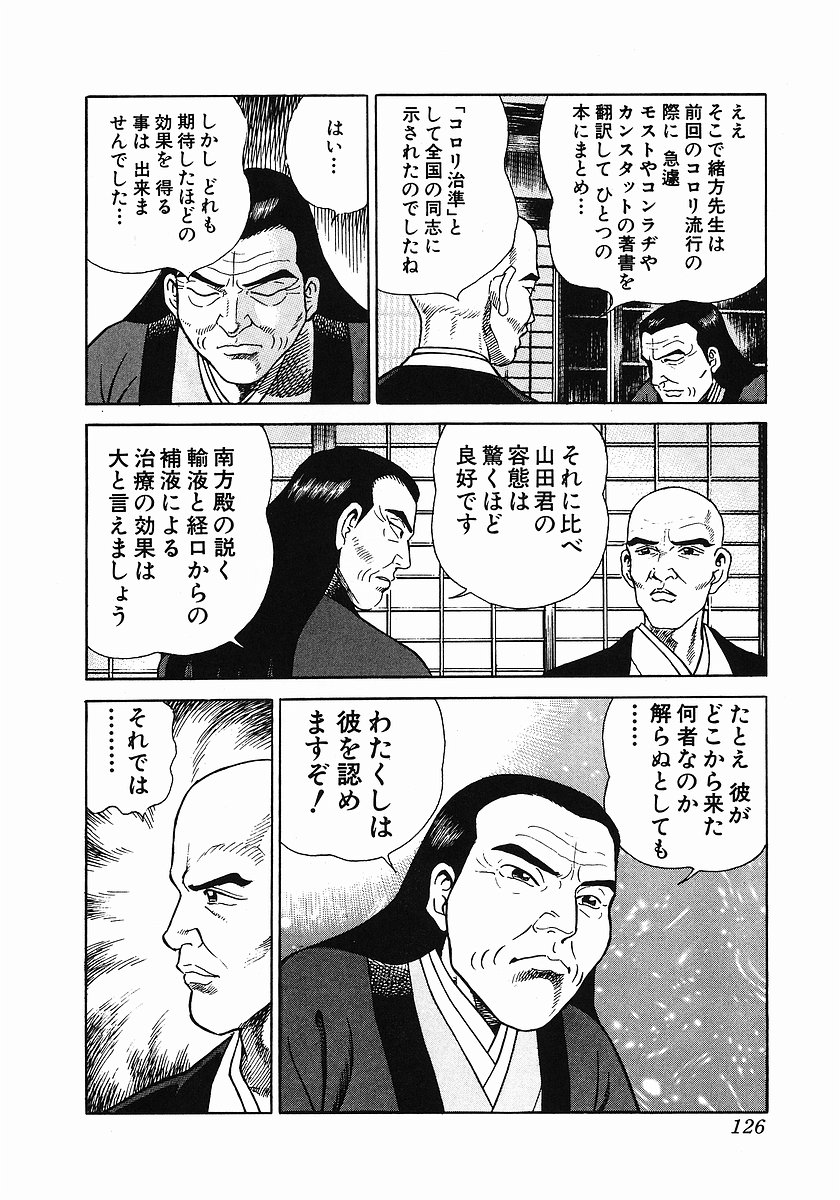 ええ
そこで緒方先生は
前回のコロリ流行の
際に 急遽
モストやコンラヂや
カンスタットの著書を
翻訳して ひとつの
本にまとめ…
「コロリ治準」と
して全国の同志に
示されたのでしたね
はい…
しかし どれも
期待したほどの
効果を 得る
事は 出来ま
せんでした…
それに比べ
山田君の
容態は
驚くほど
良好です
南方殿の説く
輸液と経口からの
補液による
治療の効果は
大と言えましょう
たとえ 彼が
どこから来た
何者なのか
解らぬとしても
……
わたくしは
彼を認め
ますぞ!
それでは
………
126